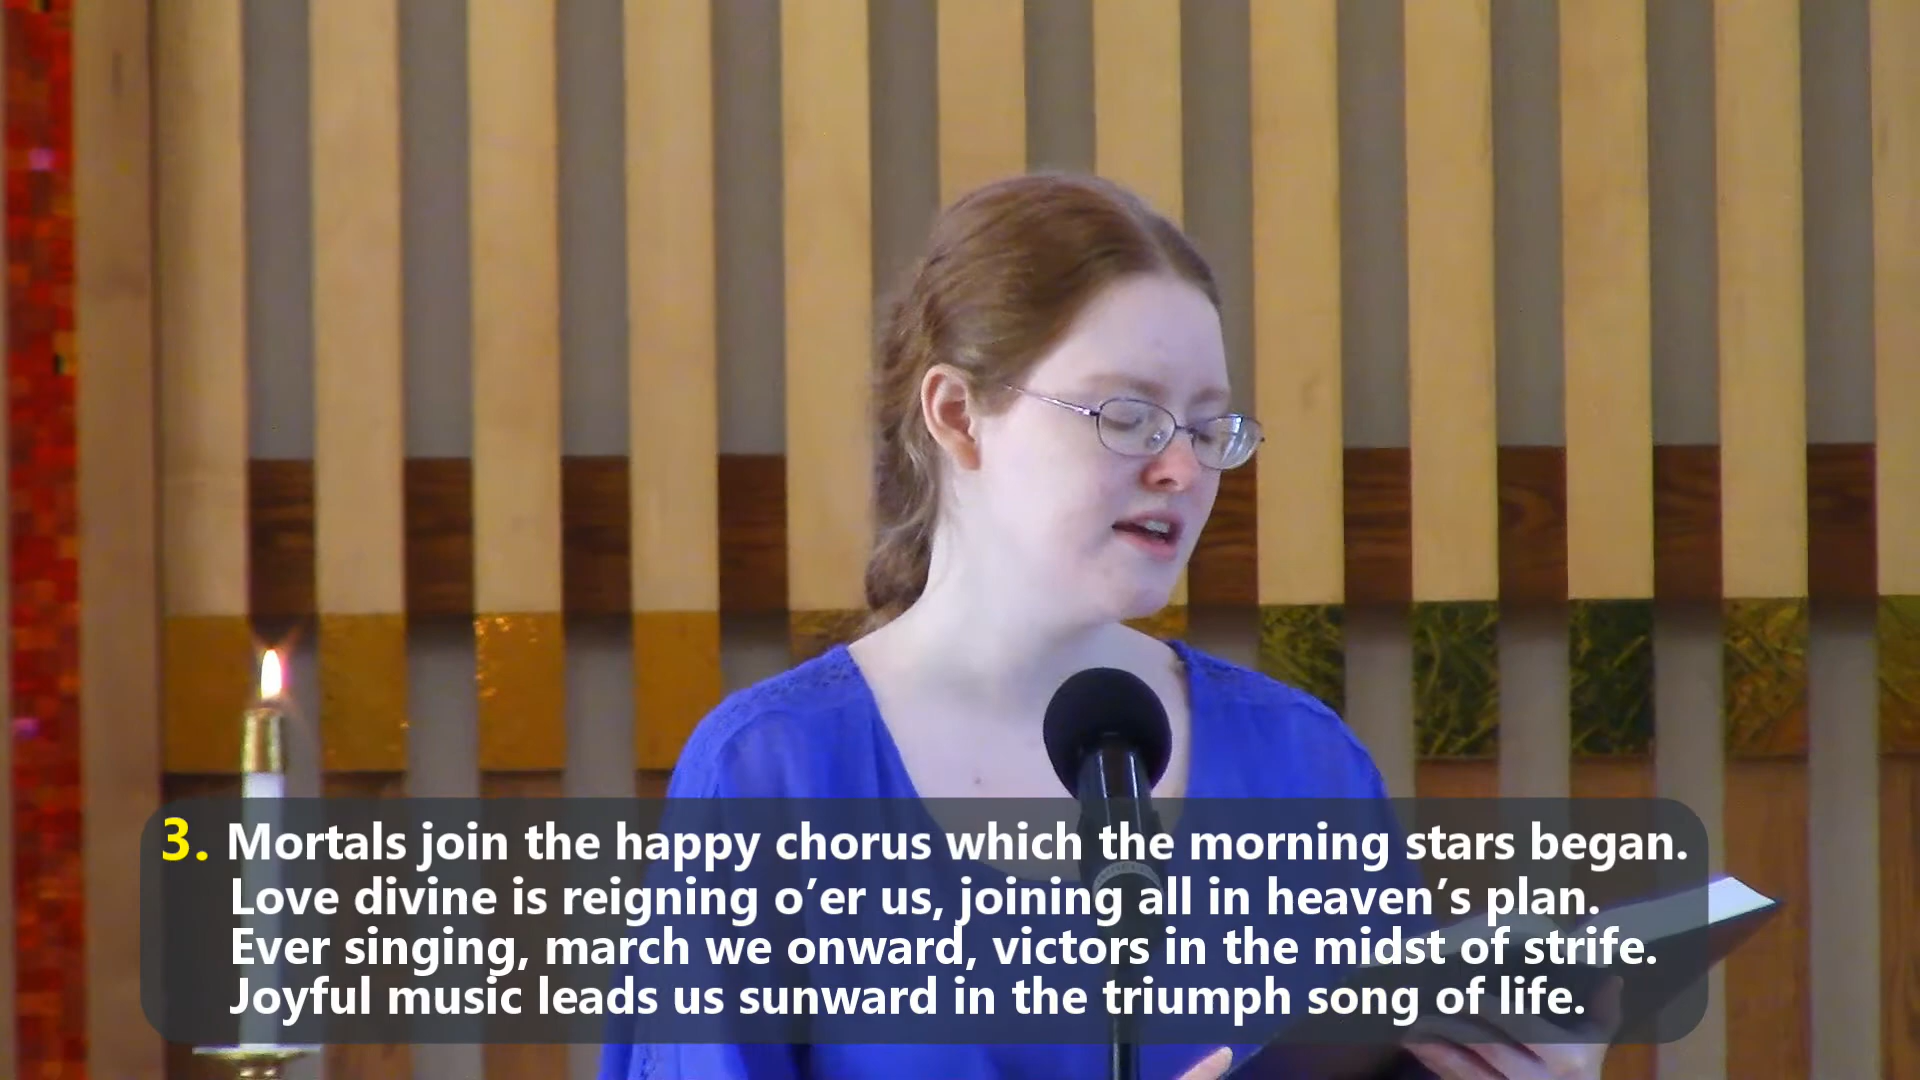 3. Mortals join the happy chorus which the morning stars began.
Love divine is reigning o’er us, joining all in heaven’s plan.
Ever singing, march we onward, victors in the midst of strife.
Joyful music leads us sunward in the triumph song of life.